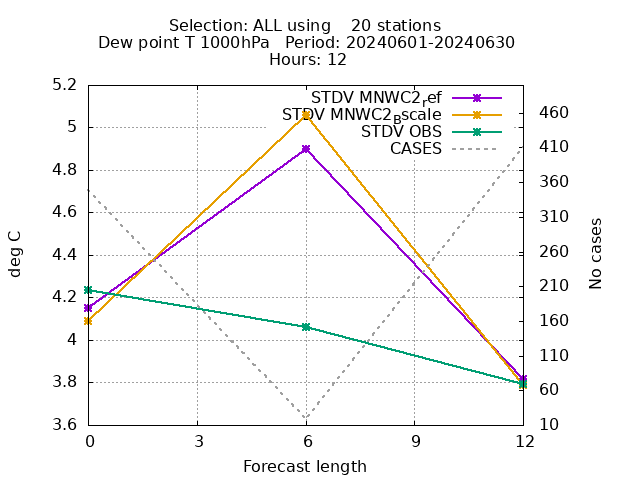 Selection: ALL using 20 stations
Dew point T 1000hPa Period: 20240601-20240630
Hours: 12
STDV MNWC2ref
STDV MNWC2Bscale
STDV OBS
CASES
deg C
5.2
5
4.8
4.6
4.4
4.2
4
3.8
3.6
460
410
360
310
260
210
160
110
60
10
No cases
0 3 6 9 12
Forecast length